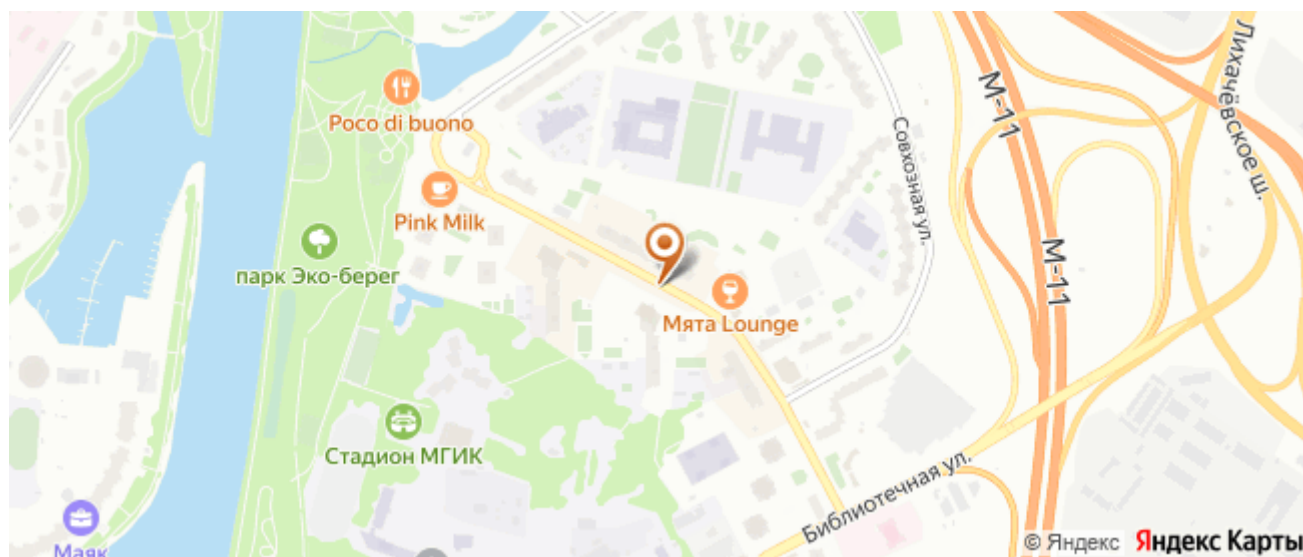 Poco di buono
Pink Milk
парк Эко-берег
Мята Lounge
Стадион МГИК
Маяк
Совхозная ул.
М-11
М-11
Лихачёвское ш.
Библиотечная ул.
© Яндекс Яндекс Карты